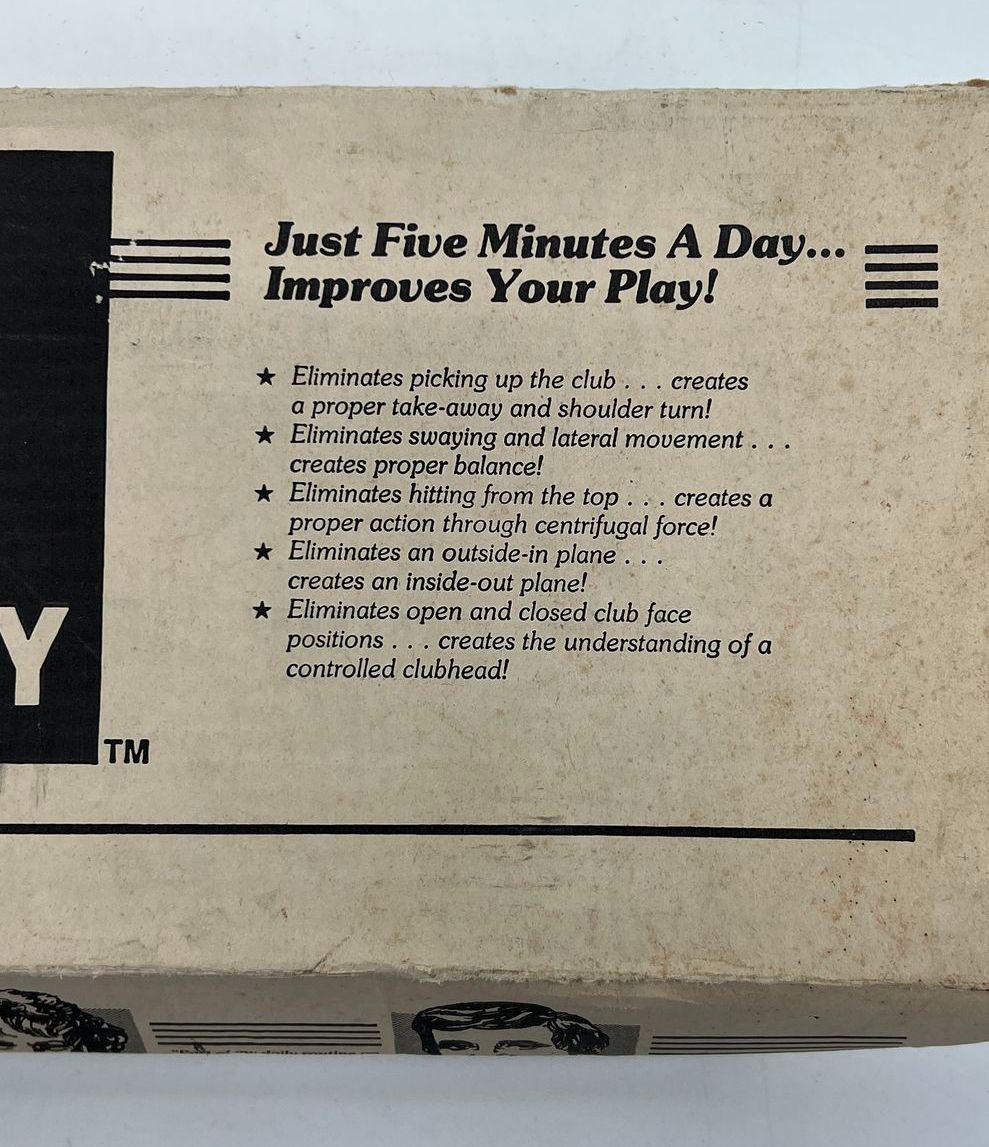 Just Five Minutes A Day...
Improves Your Play!
★ Eliminates picking up the club . . . creates
a proper take-away and shoulder turn!
★ Eliminates swaying and lateral movement . . .
creates proper balance!
★ Eliminates hitting from the top . . . creates a
proper action through centrifugal force!
★ Eliminates an outside-in plane . . .
creates an inside-out plane!
★ Eliminates open and closed club face
positions . . . creates the understanding of a
controlled clubhead!
Y
TM